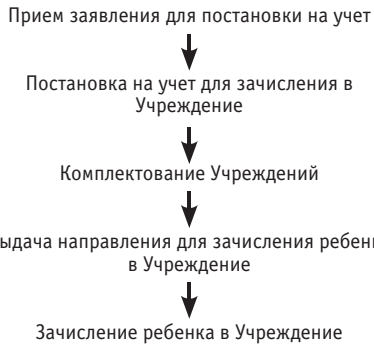 Прием заявления для постановки на учет
Постановка на учет для зачисления в
Учреждение
Комплектование Учреждений
ыдача направления для зачисления ребен
в Учреждение
Зачисление ребенка в Учреждение